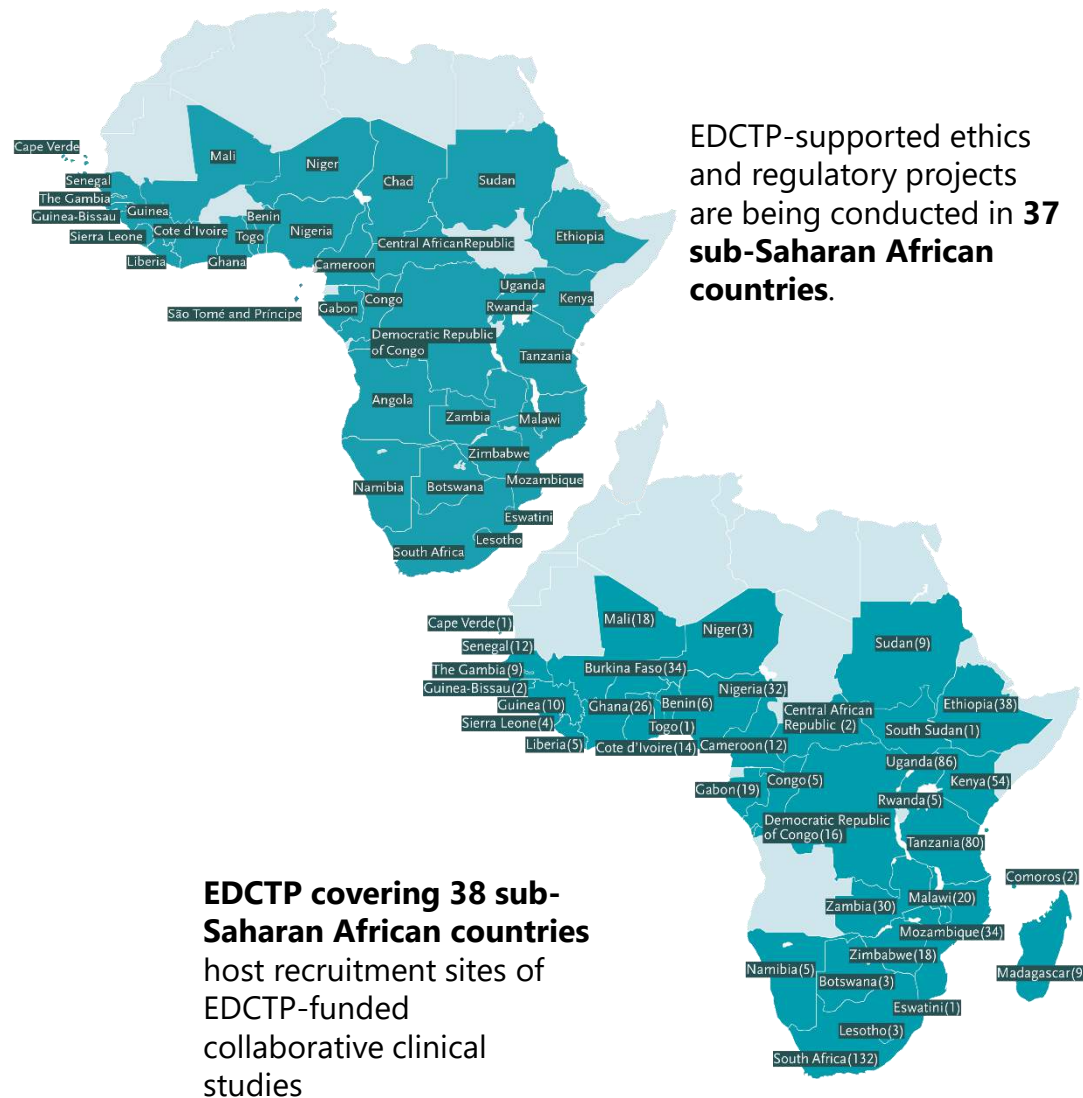 Cape Verde
Mali
Niger
Chad
Sudan
Senegal
The Gambia
Guinea-Bissau
Guinea
Sierra Leone
Cote d'Ivoire
Benin
Togo
Nigeria
Liberia
Ghana
Cameroon
Central AfricanRepublic
Ethiopia
São Tomé and Príncipe
Gabon
Congo
Uganda
Rwanda
Kenya
Democratic Republic
of Congo
Tanzania
Angola
Zambia
Malawi
Zimbabwe
Namibia
Botswana
Mozambique
Eswatini
Lesotho
South Africa
EDCTP-supported ethics
and regulatory projects
are being conducted in 37
sub-Saharan African
countries.
Cape Verde(1)
Mali(18)
Niger(3)
Sudan(9)
Senegal(12)
The Gambia(9)
Burkina Faso(34)
Guinea-Bissau(2)
Nigeria(32)
Guinea(10)
Ghana(26)
Benin(6)
Central African
Republic (2)
Ethiopia(38)
Sierra Leone(4)
Togo(1)
South Sudan(1)
Liberia(5)
Cote d'Ivoire(14)
Cameroon(12)
Uganda(86)
Congo(5)
Kenya(54)
Gabon(19)
Rwanda(5)
Democratic Republic
of Congo(16)
Tanzania(80)
Comoros(2)
Malawi(20)
Zambia(30)
Mozambique(34)
Zimbabwe(18)
Namibia(5)
Botswana(3)
Madagascar(9
Eswatini(1)
Lesotho(3)
South Africa(132)
EDCTP covering 38 sub-
Saharan African countries
host recruitment sites of
EDCTP-funded
collaborative clinical
studies